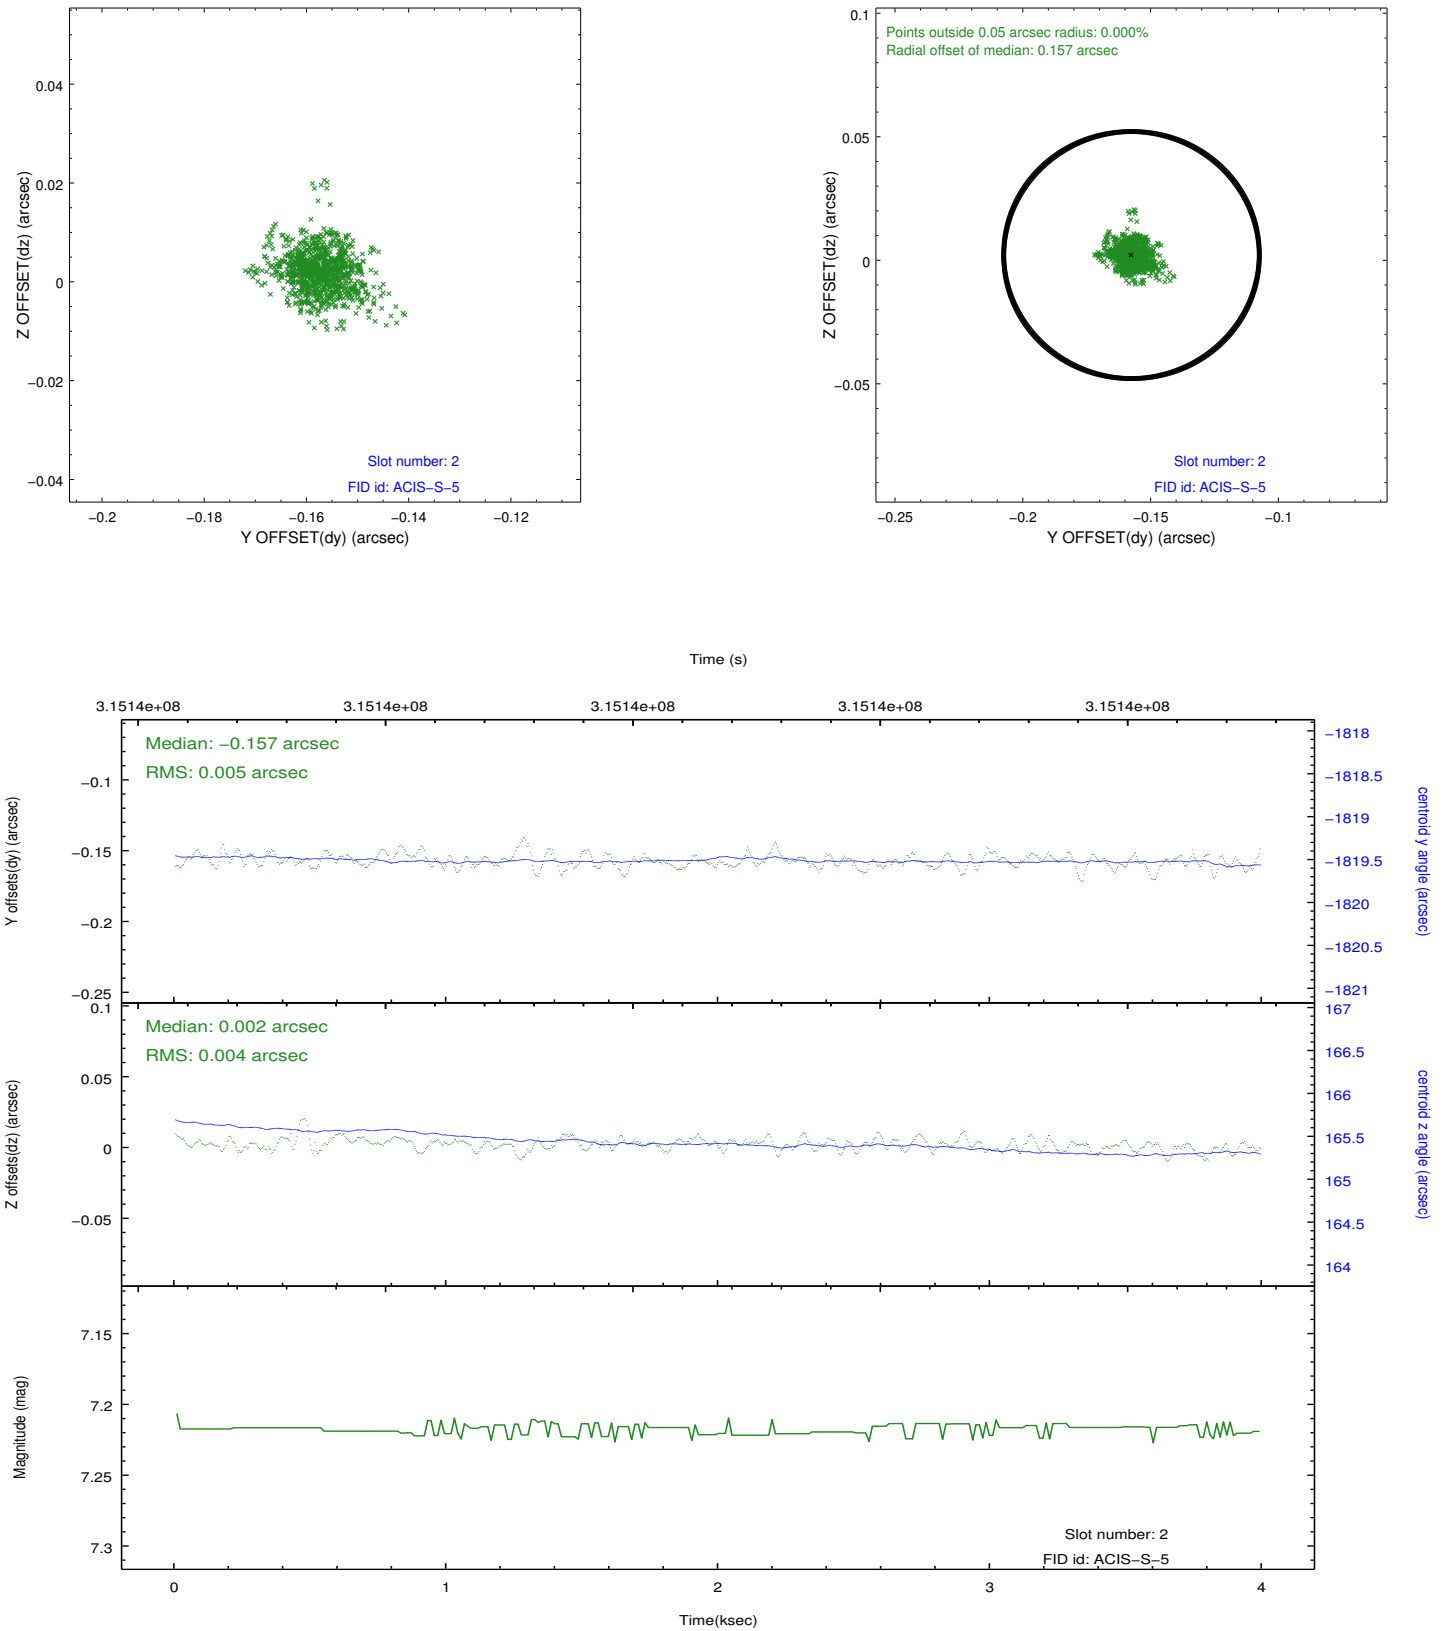 0.04
0.02
0
−0.02
−0.04
Z OFFSET(dz) (arcsec)
Slot number: 2
FID id: ACIS−S−5
−0.2
−0.18
−0.16
−0.14
−0.12
Y OFFSET(dy) (arcsec)
Points outside 0.05 arcsec radius: 0.000%
Radial offset of median: 0.157 arcsec
0.1
0.05
0
−0.05
Z OFFSET(dz) (arcsec)
Slot number: 2
FID id: ACIS−S−5
−0.25
−0.2
−0.15
−0.1
Y OFFSET(dy) (arcsec)
Time (s)
3.1514e+08
3.1514e+08
3.1514e+08
3.1514e+08
3.1514e+08
Median: −0.157 arcsec
RMS: 0.005 arcsec
−0.1
−0.15
−0.2
−0.25
Y offsets(dy) (arcsec)
−1818
−1818.5
−1819
−1819.5
−1820
−1820.5
−1821
centroid y angle (arcsec)
Median: 0.002 arcsec
RMS: 0.004 arcsec
0.1
0.05
0
−0.05
Z offsets(dz) (arcsec)
167
166.5
166
165.5
165
164.5
164
centroid z angle (arcsec)
7.15
7.2
7.25
7.3
Magnitude (mag)
Slot number: 2
FID id: ACIS−S−5
0
1
2
3
4
Time(ksec)